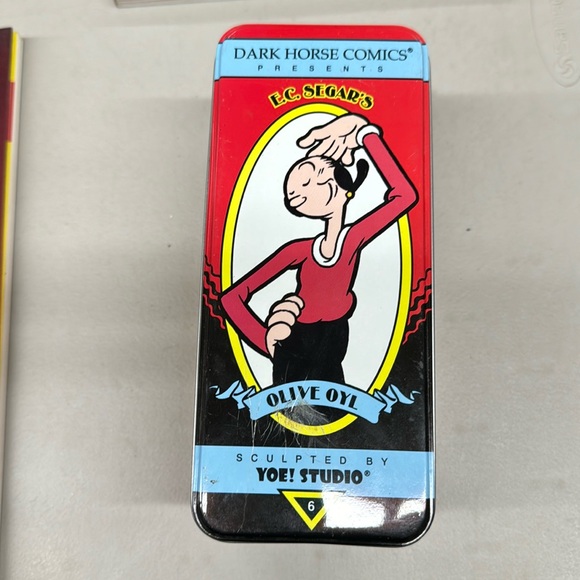 DARK HORSE COMICS®
PRESENTS
E.C. SEGAR'S
OLIVE OYL
SCULPTED BY
YOE! STUDIO®
6